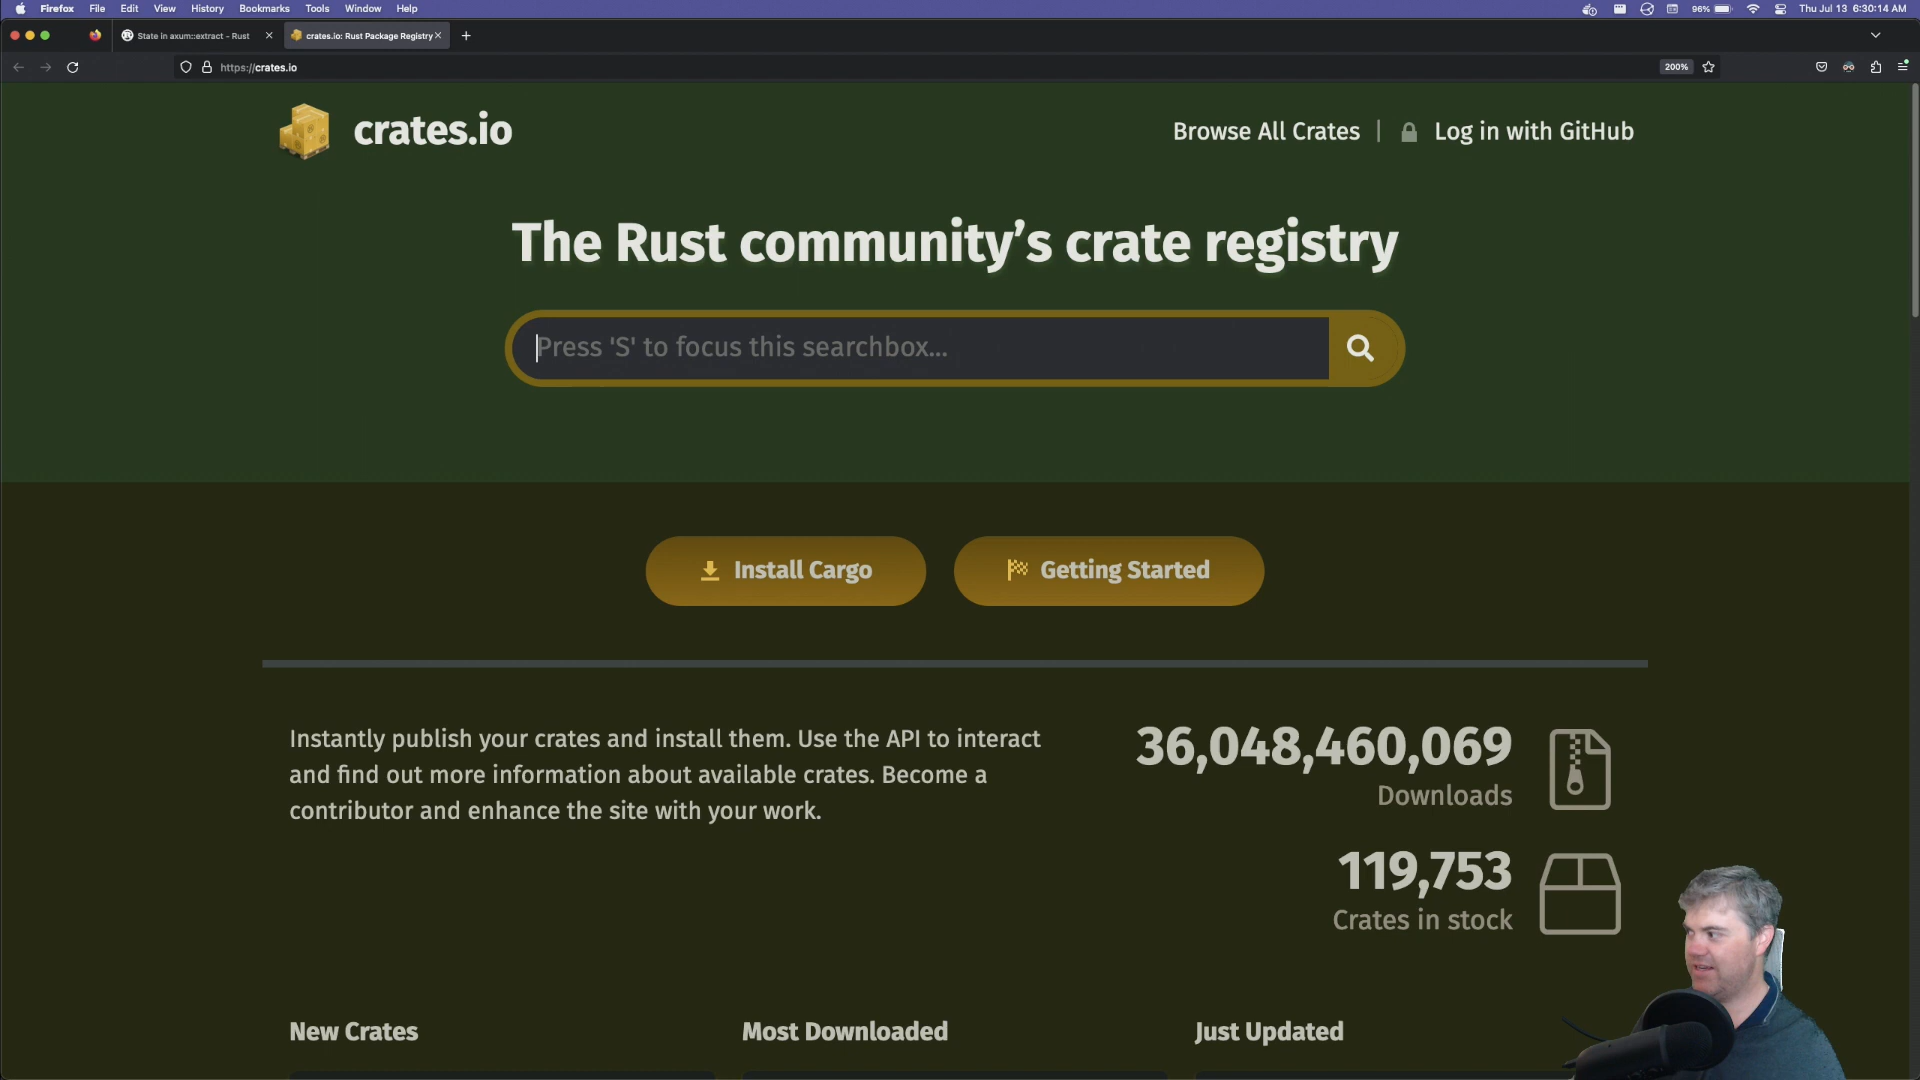 Firefox File Edit View History Bookmarks Tools Window Help
96% Thu Jul 13 6:30:14 AM
State in axum::extract - Rust
crates.io: Rust Package Registry
https://crates.io
200%
crates.io
Browse All Crates | Log in with GitHub
The Rust community’s crate registry
Press 'S' to focus this searchbox...
Install Cargo
Getting Started
Instantly publish your crates and install them. Use the API to interact
and find out more information about available crates. Become a
contributor and enhance the site with your work.
36,048,460,069
Downloads
119,753
Crates in stock
New Crates
Most Downloaded
Just Updated